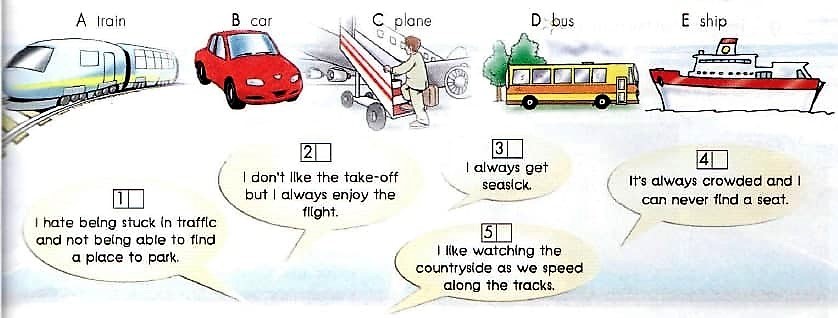 A train
B car
C plane
D bus
E ship
1
I hate being stuck in traffic
and not being able to find
a place to park.
2
I don't like the take-off
but I always enjoy the
flight.
3
I always get
seasick.
4
It's always crowded and I
can never find a seat.
5
I like watching the
countryside as we speed
along the tracks.